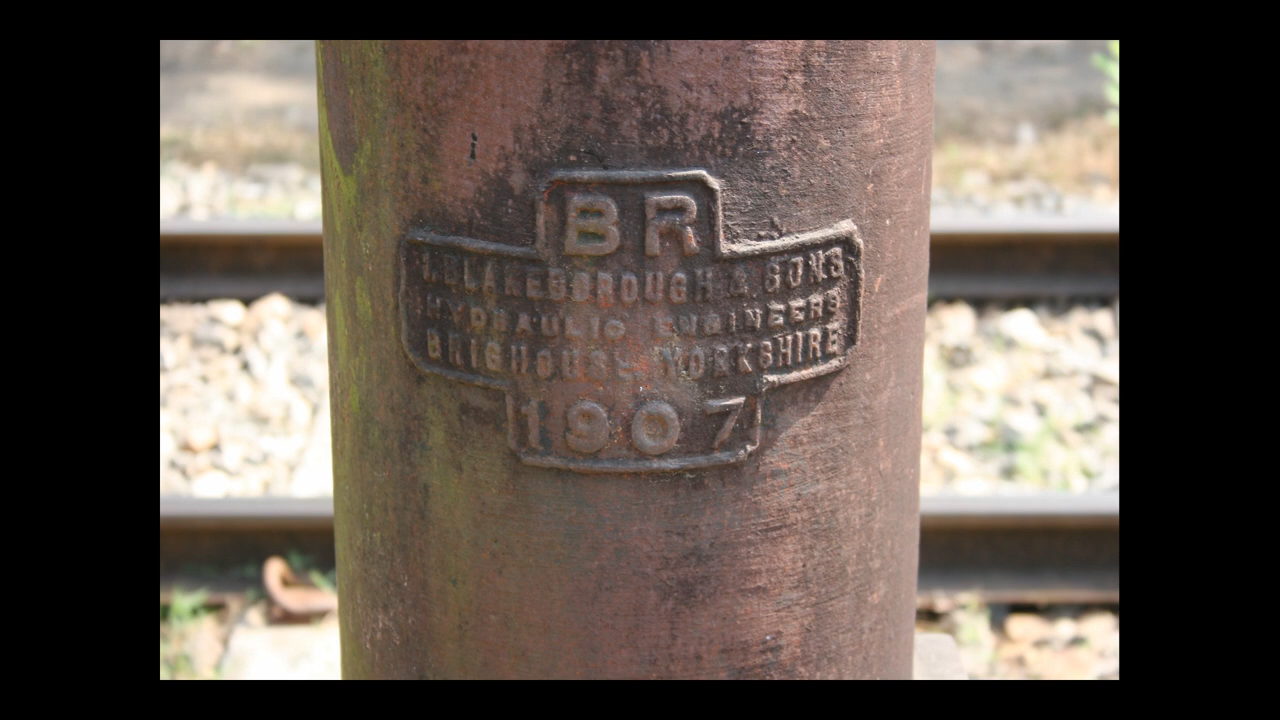 BR
J. BLAKEBOROUGH & SONS
HYDRAULIC ENGINEERS
BRIGHOUSE YORKSHIRE
1907